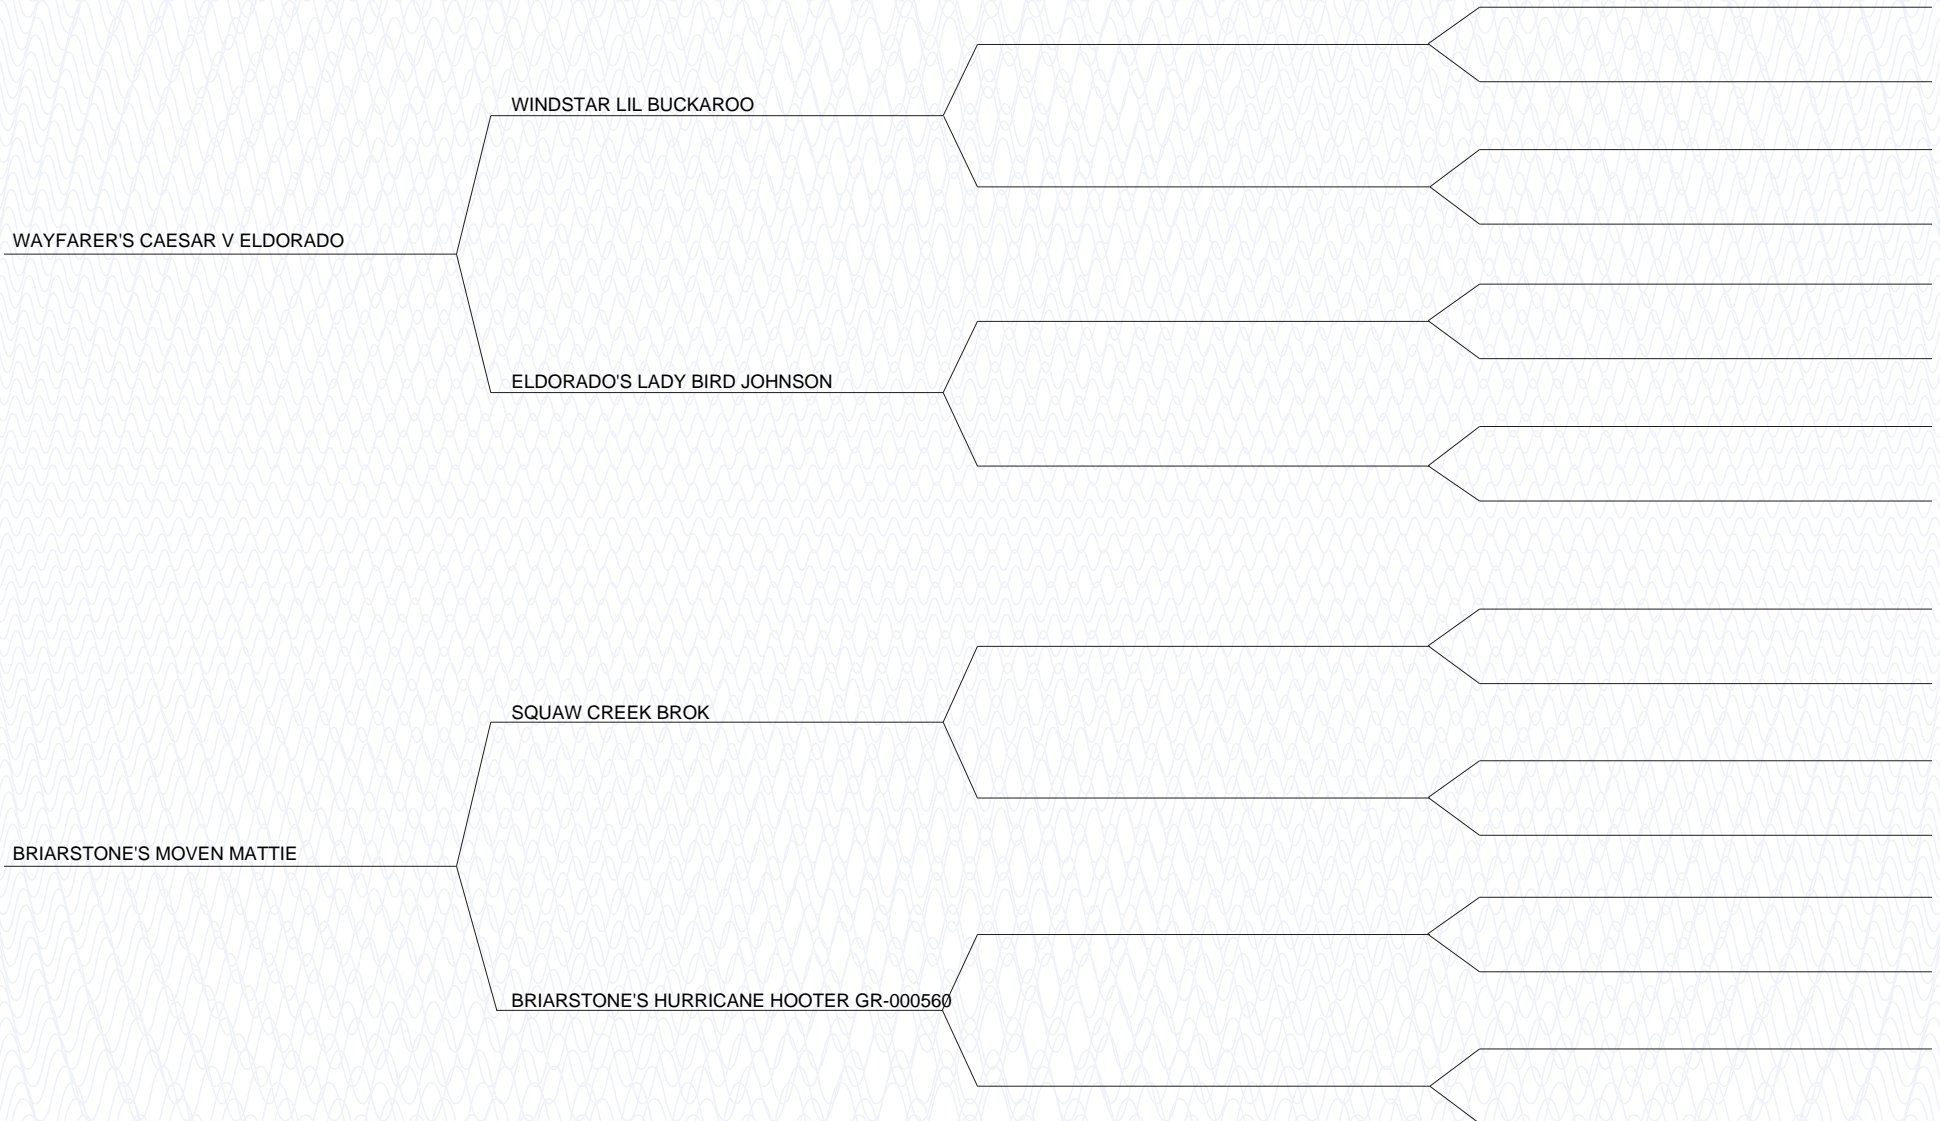 WINDSTAR LIL BUCKAROO
WAYFARER'S CAESAR V ELDORADO
ELDORADO'S LADY BIRD JOHNSON
SQUAW CREEK BROK
BRIARSTONE'S MOVEN MATTIE
BRIARSTONE'S HURRICANE HOOTER GR-000560